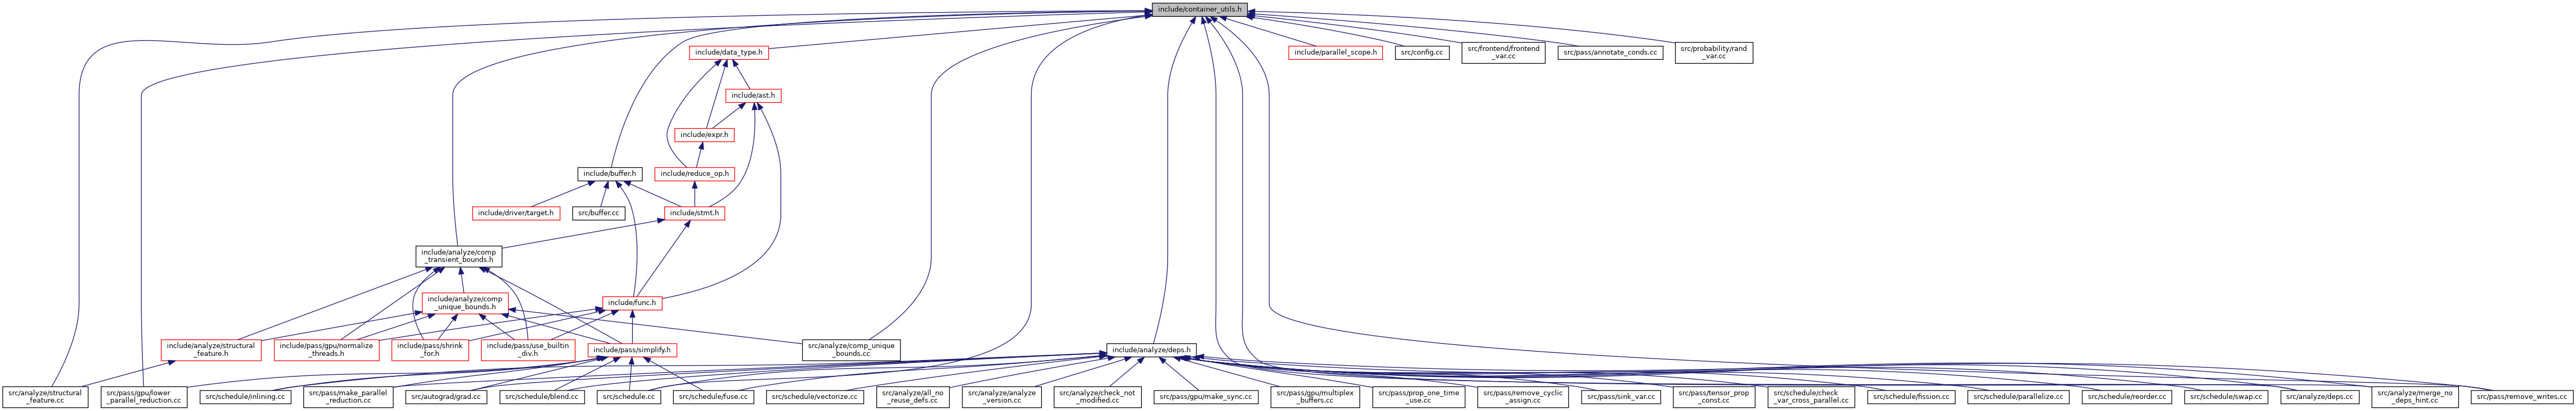 include/container_utils.h
include/data_type.h
include/parallel_scope.h
src/config.cc
src/frontend/frontend
_var.cc
src/pass/annotate_conds.cc
src/probability/rand
_var.cc
include/ast.h
include/expr.h
include/buffer.h
include/reduce_op.h
include/driver/target.h
src/buffer.cc
include/stmt.h
include/analyze/comp
_transient_bounds.h
include/analyze/comp
_unique_bounds.h
include/func.h
include/analyze/structural
_feature.h
include/pass/gpu/normalize
_threads.h
include/pass/shrink
_for.h
include/pass/use_builtin
_div.h
include/pass/simplify.h
src/analyze/comp_unique
_bounds.cc
include/analyze/deps.h
src/analyze/structural
_feature.cc
src/pass/gpu/lower
_parallel_reduction.cc
src/schedule/inlining.cc
src/pass/make_parallel
_reduction.cc
src/autograd/grad.cc
src/schedule/blend.cc
src/schedule.cc
src/schedule/fuse.cc
src/schedule/vectorize.cc
src/analyze/all_no
_reuse_defs.cc
src/analyze/analyze
_version.cc
src/analyze/check_not
_modified.cc
src/pass/gpu/make_sync.cc
src/pass/gpu/multiplex
_buffers.cc
src/pass/prop_one_time
_use.cc
src/pass/remove_cyclic
_assign.cc
src/pass/sink_var.cc
src/pass/tensor_prop
_const.cc
src/schedule/check
_var_cross_parallel.cc
src/schedule/fission.cc
src/schedule/parallelize.cc
src/schedule/reorder.cc
src/schedule/swap.cc
src/analyze/deps.cc
src/analyze/merge_no
_deps_hint.cc
src/pass/remove_writes.cc